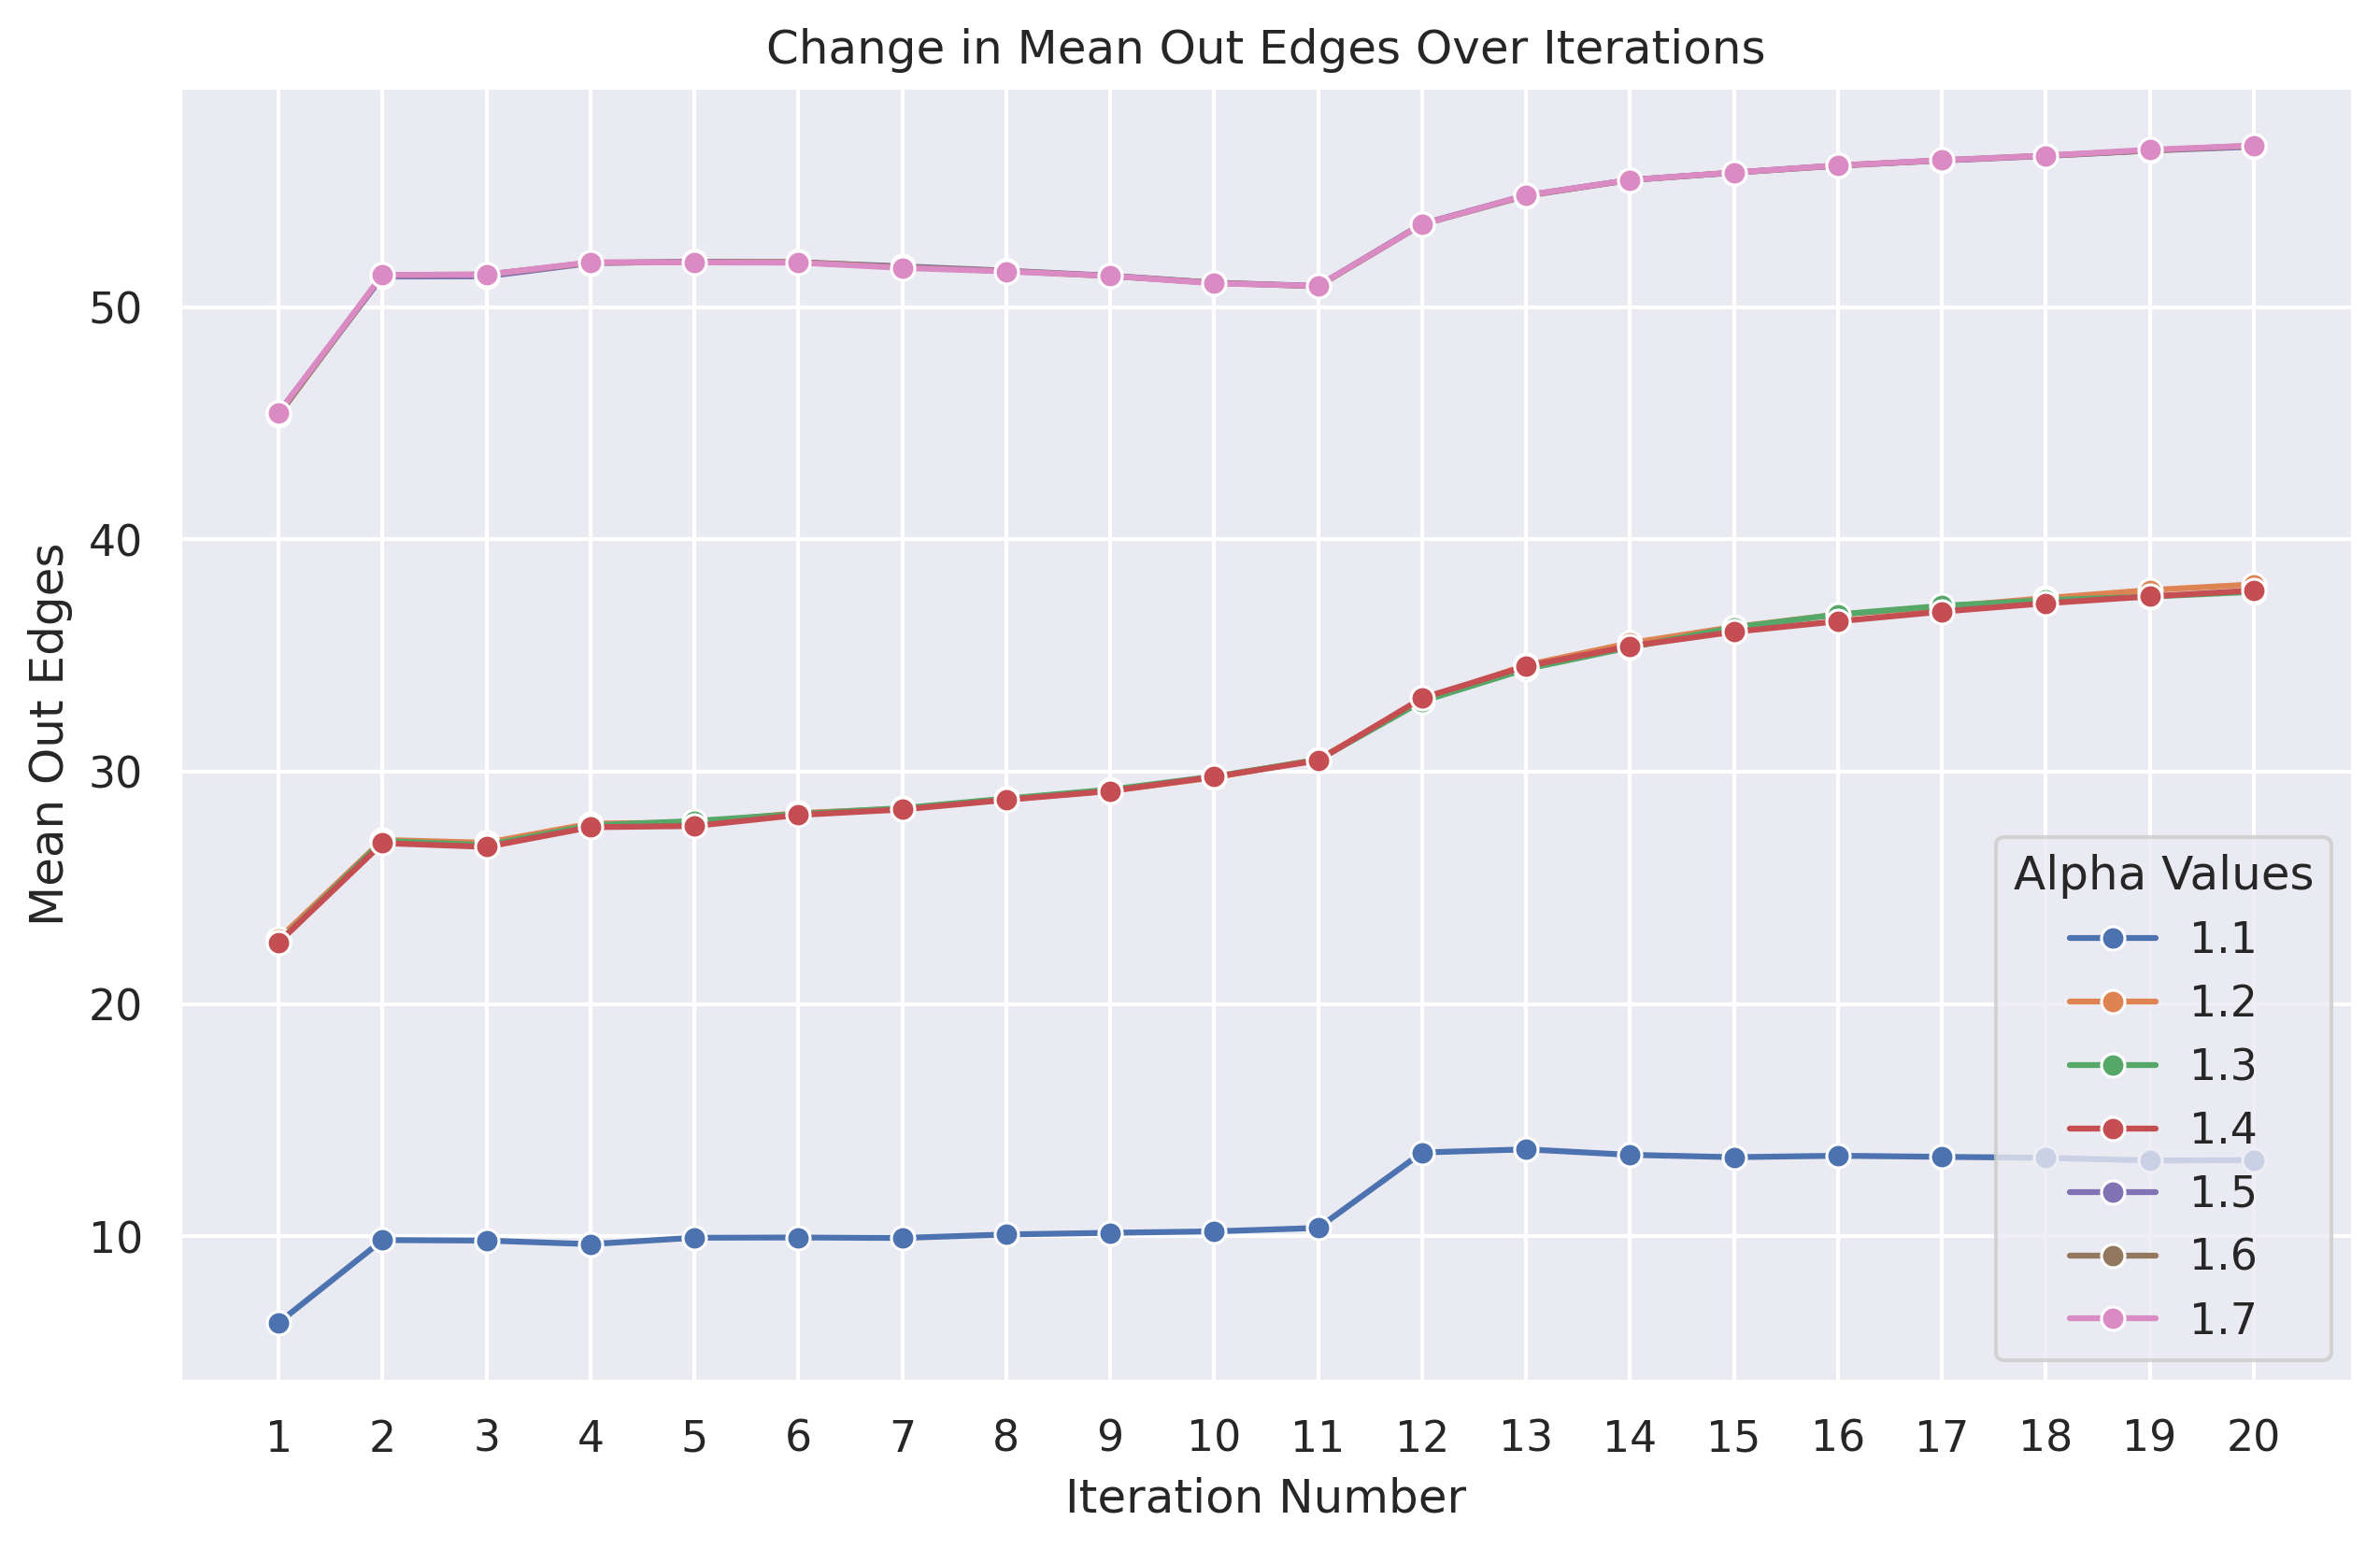 Change in Mean Out Edges Over Iterations
Mean Out Edges
50
40
30
20
10
Alpha Values
1.1
1.2
1.3
1.4
1.5
1.6
1.7
1 2 3 4 5 6 7 8 9 10 11 12 13 14 15 16 17 18 19 20
Iteration Number